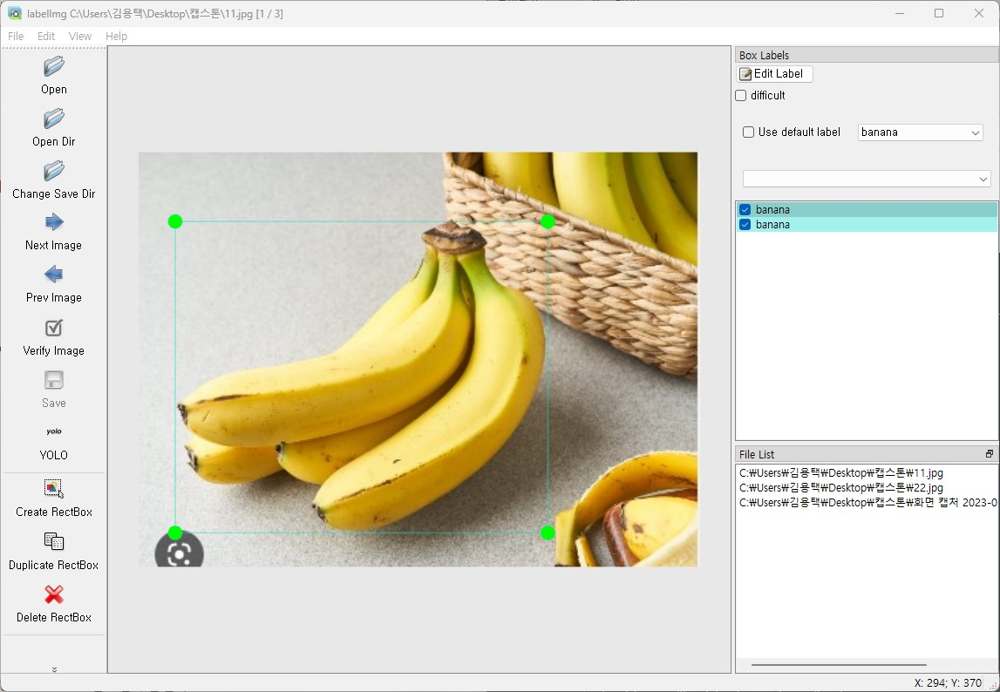 labelImg C:\Users\김용택\Desktop\캡스톤\11.jpg [1 / 3]
File Edit View Help
Open
Open Dir
Change Save Dir
Next Image
Prev Image
Verify Image
Save
yolo
YOLO
Create RectBox
Duplicate RectBox
Delete RectBox
Box Labels
Edit Label
difficult
Use default label banana
banana
banana
File List
C:₩Users₩김용택₩Desktop₩캡스톤₩11.jpg
C:₩Users₩김용택₩Desktop₩캡스톤₩22.jpg
C:₩Users₩김용택₩Desktop₩캡스톤₩화면 캡처 2023-0
X: 294; Y: 370